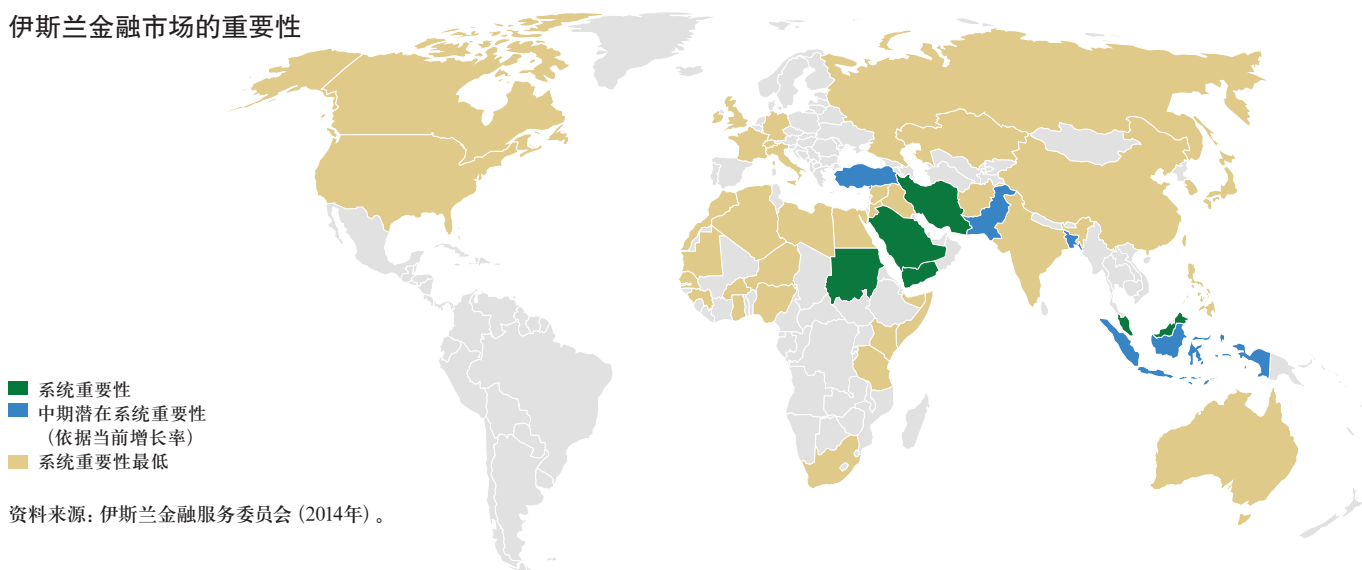 伊斯兰金融市场的重要性
系统重要性
中期潜在系统重要性
（依据当前增长率）
系统重要性最低
资料来源：伊斯兰金融服务委员会（2014年）。